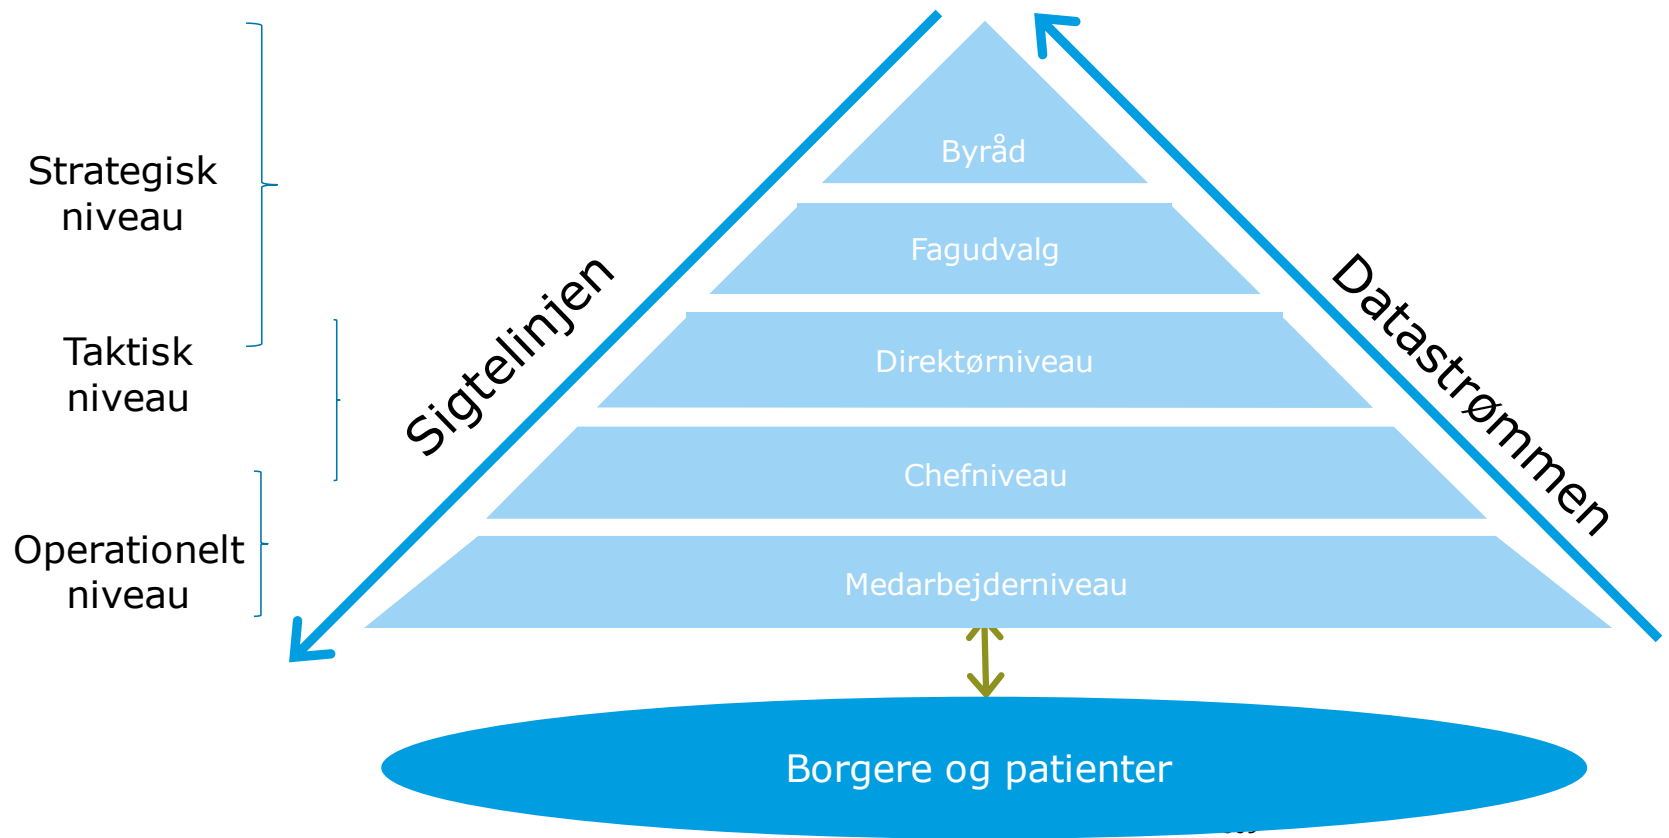 Strategisk
niveau
Taktisk
niveau
Operationelt
niveau
Sigtelinjen
Datastrømmen
Byråd
Fagudvalg
Direktørniveau
Chefniveau
Medarbejderniveau
Borgere og patienter